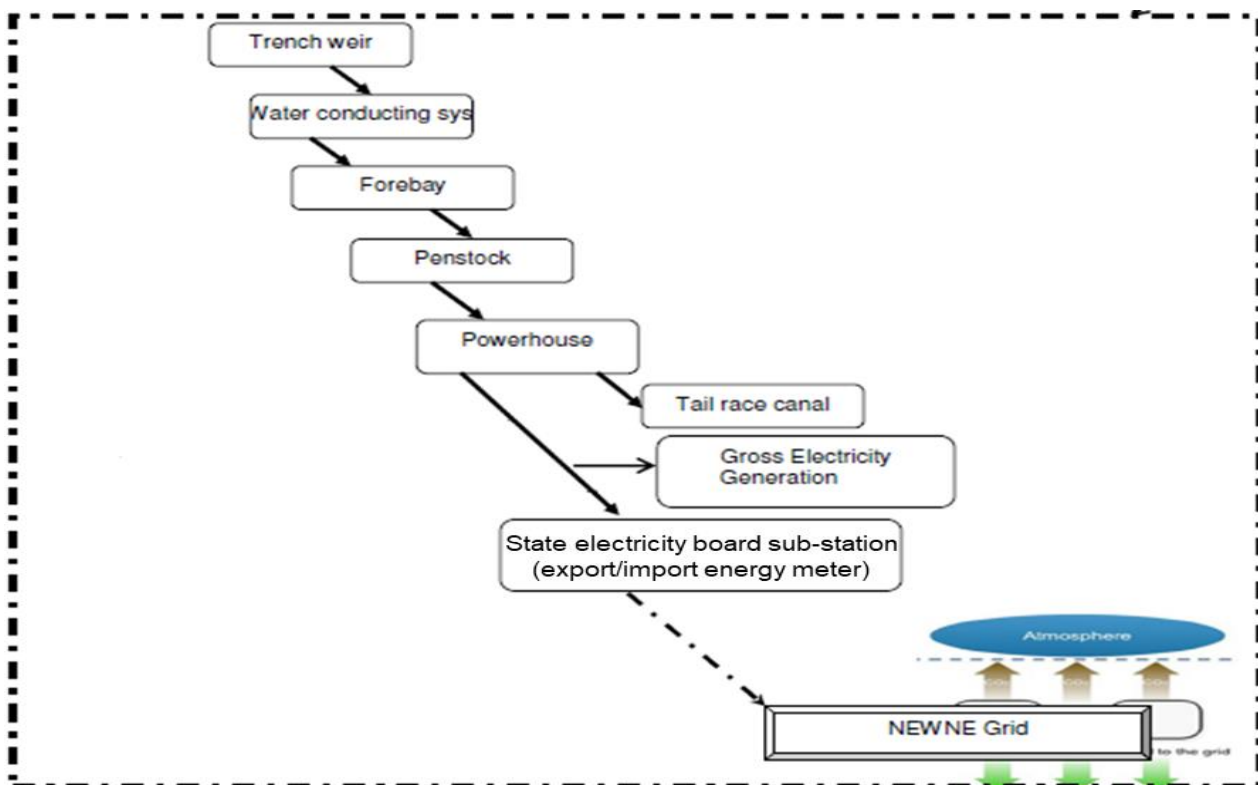 Trench weir
Water conducting sys
Forebay
Penstock
Powerhouse
Tail race canal
Gross Electricity
Generation
State electricity board sub-station
(export/import energy meter)
Atmosphere
NEWNE Grid
to the grid